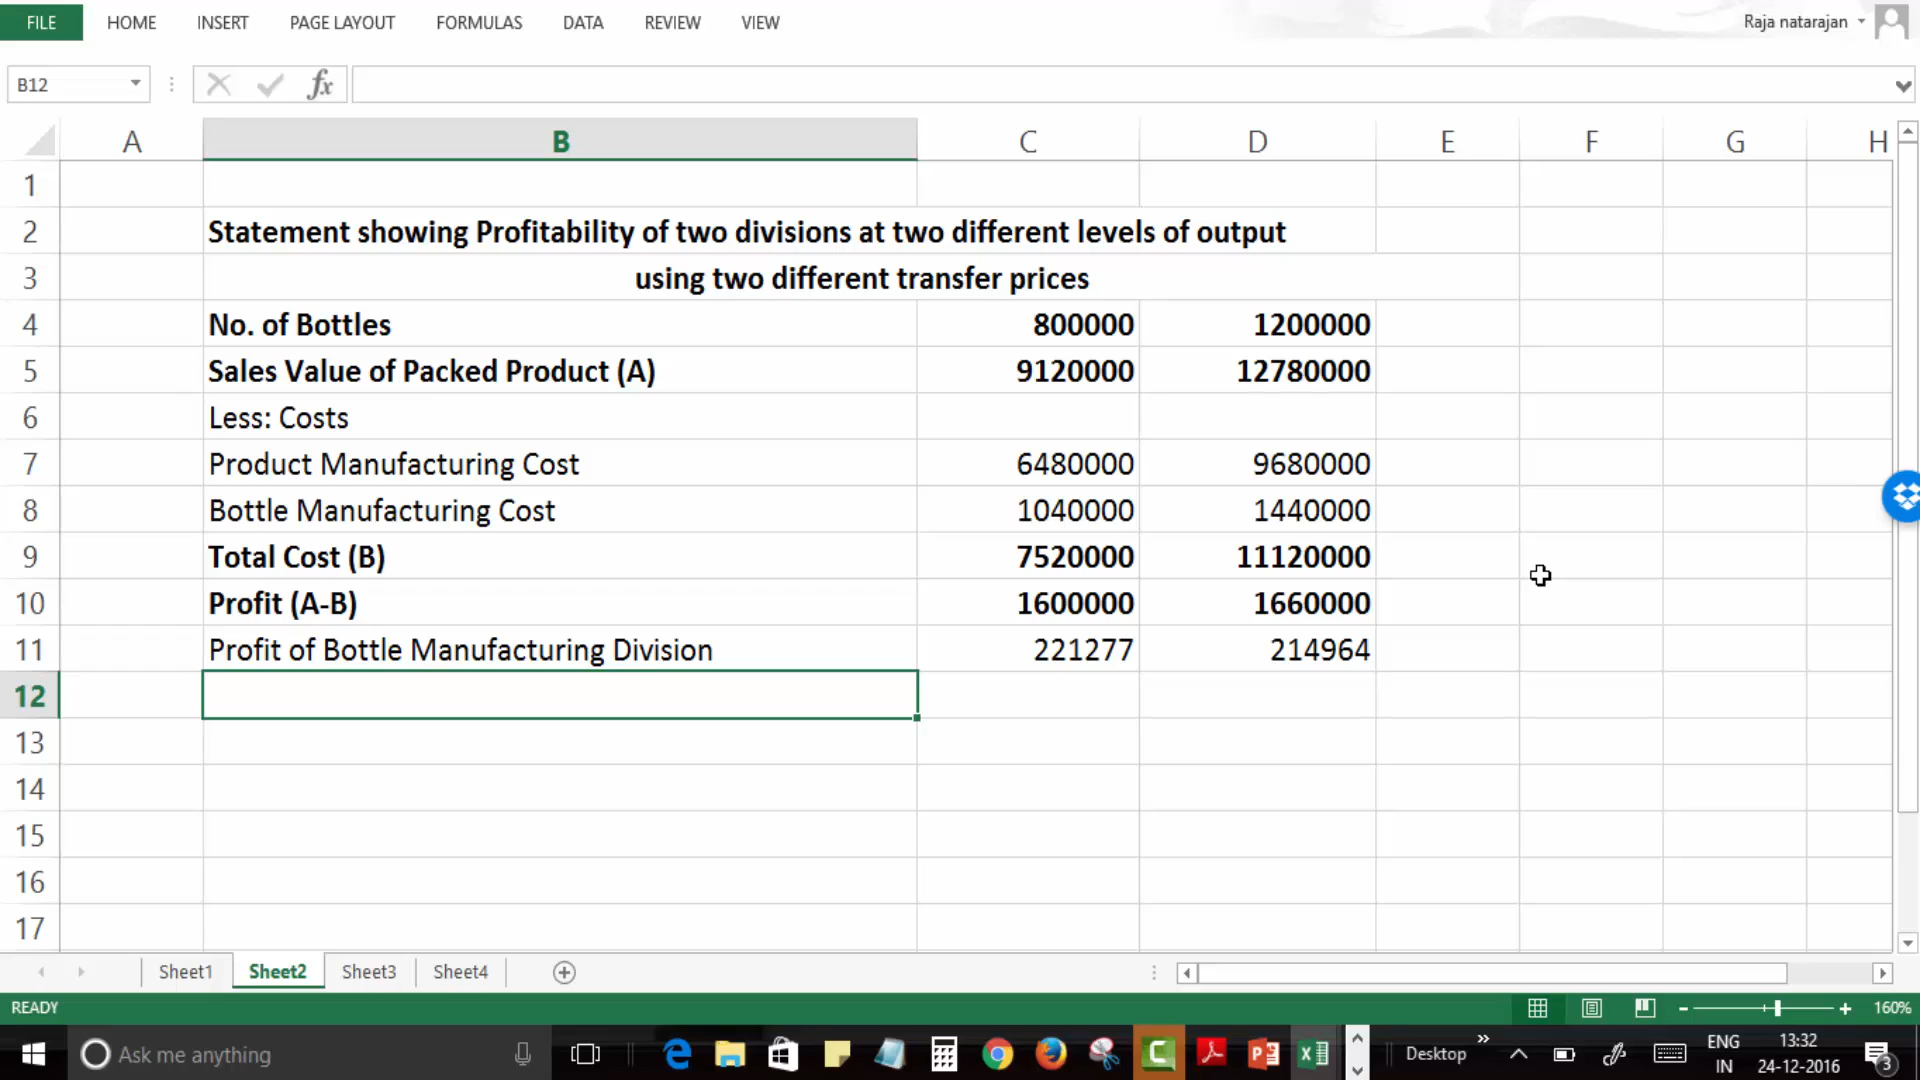 FILE HOME INSERT PAGE LAYOUT FORMULAS DATA REVIEW VIEW Raja natarajan
B12 fx
A B C D E F G H
1
2 Statement showing Profitability of two divisions at two different levels of output
3 using two different transfer prices
4 No. of Bottles 800000 1200000
5 Sales Value of Packed Product (A) 9120000 12780000
6 Less: Costs
7 Product Manufacturing Cost 6480000 9680000
8 Bottle Manufacturing Cost 1040000 1440000
9 Total Cost (B) 7520000 11120000
10 Profit (A-B) 1600000 1660000
11 Profit of Bottle Manufacturing Division 221277 214964
12
13
14
15
16
17
Sheet1 Sheet2 Sheet3 Sheet4
READY 160%
Ask me anything Desktop ENG 13:32
IN 24-12-2016 3